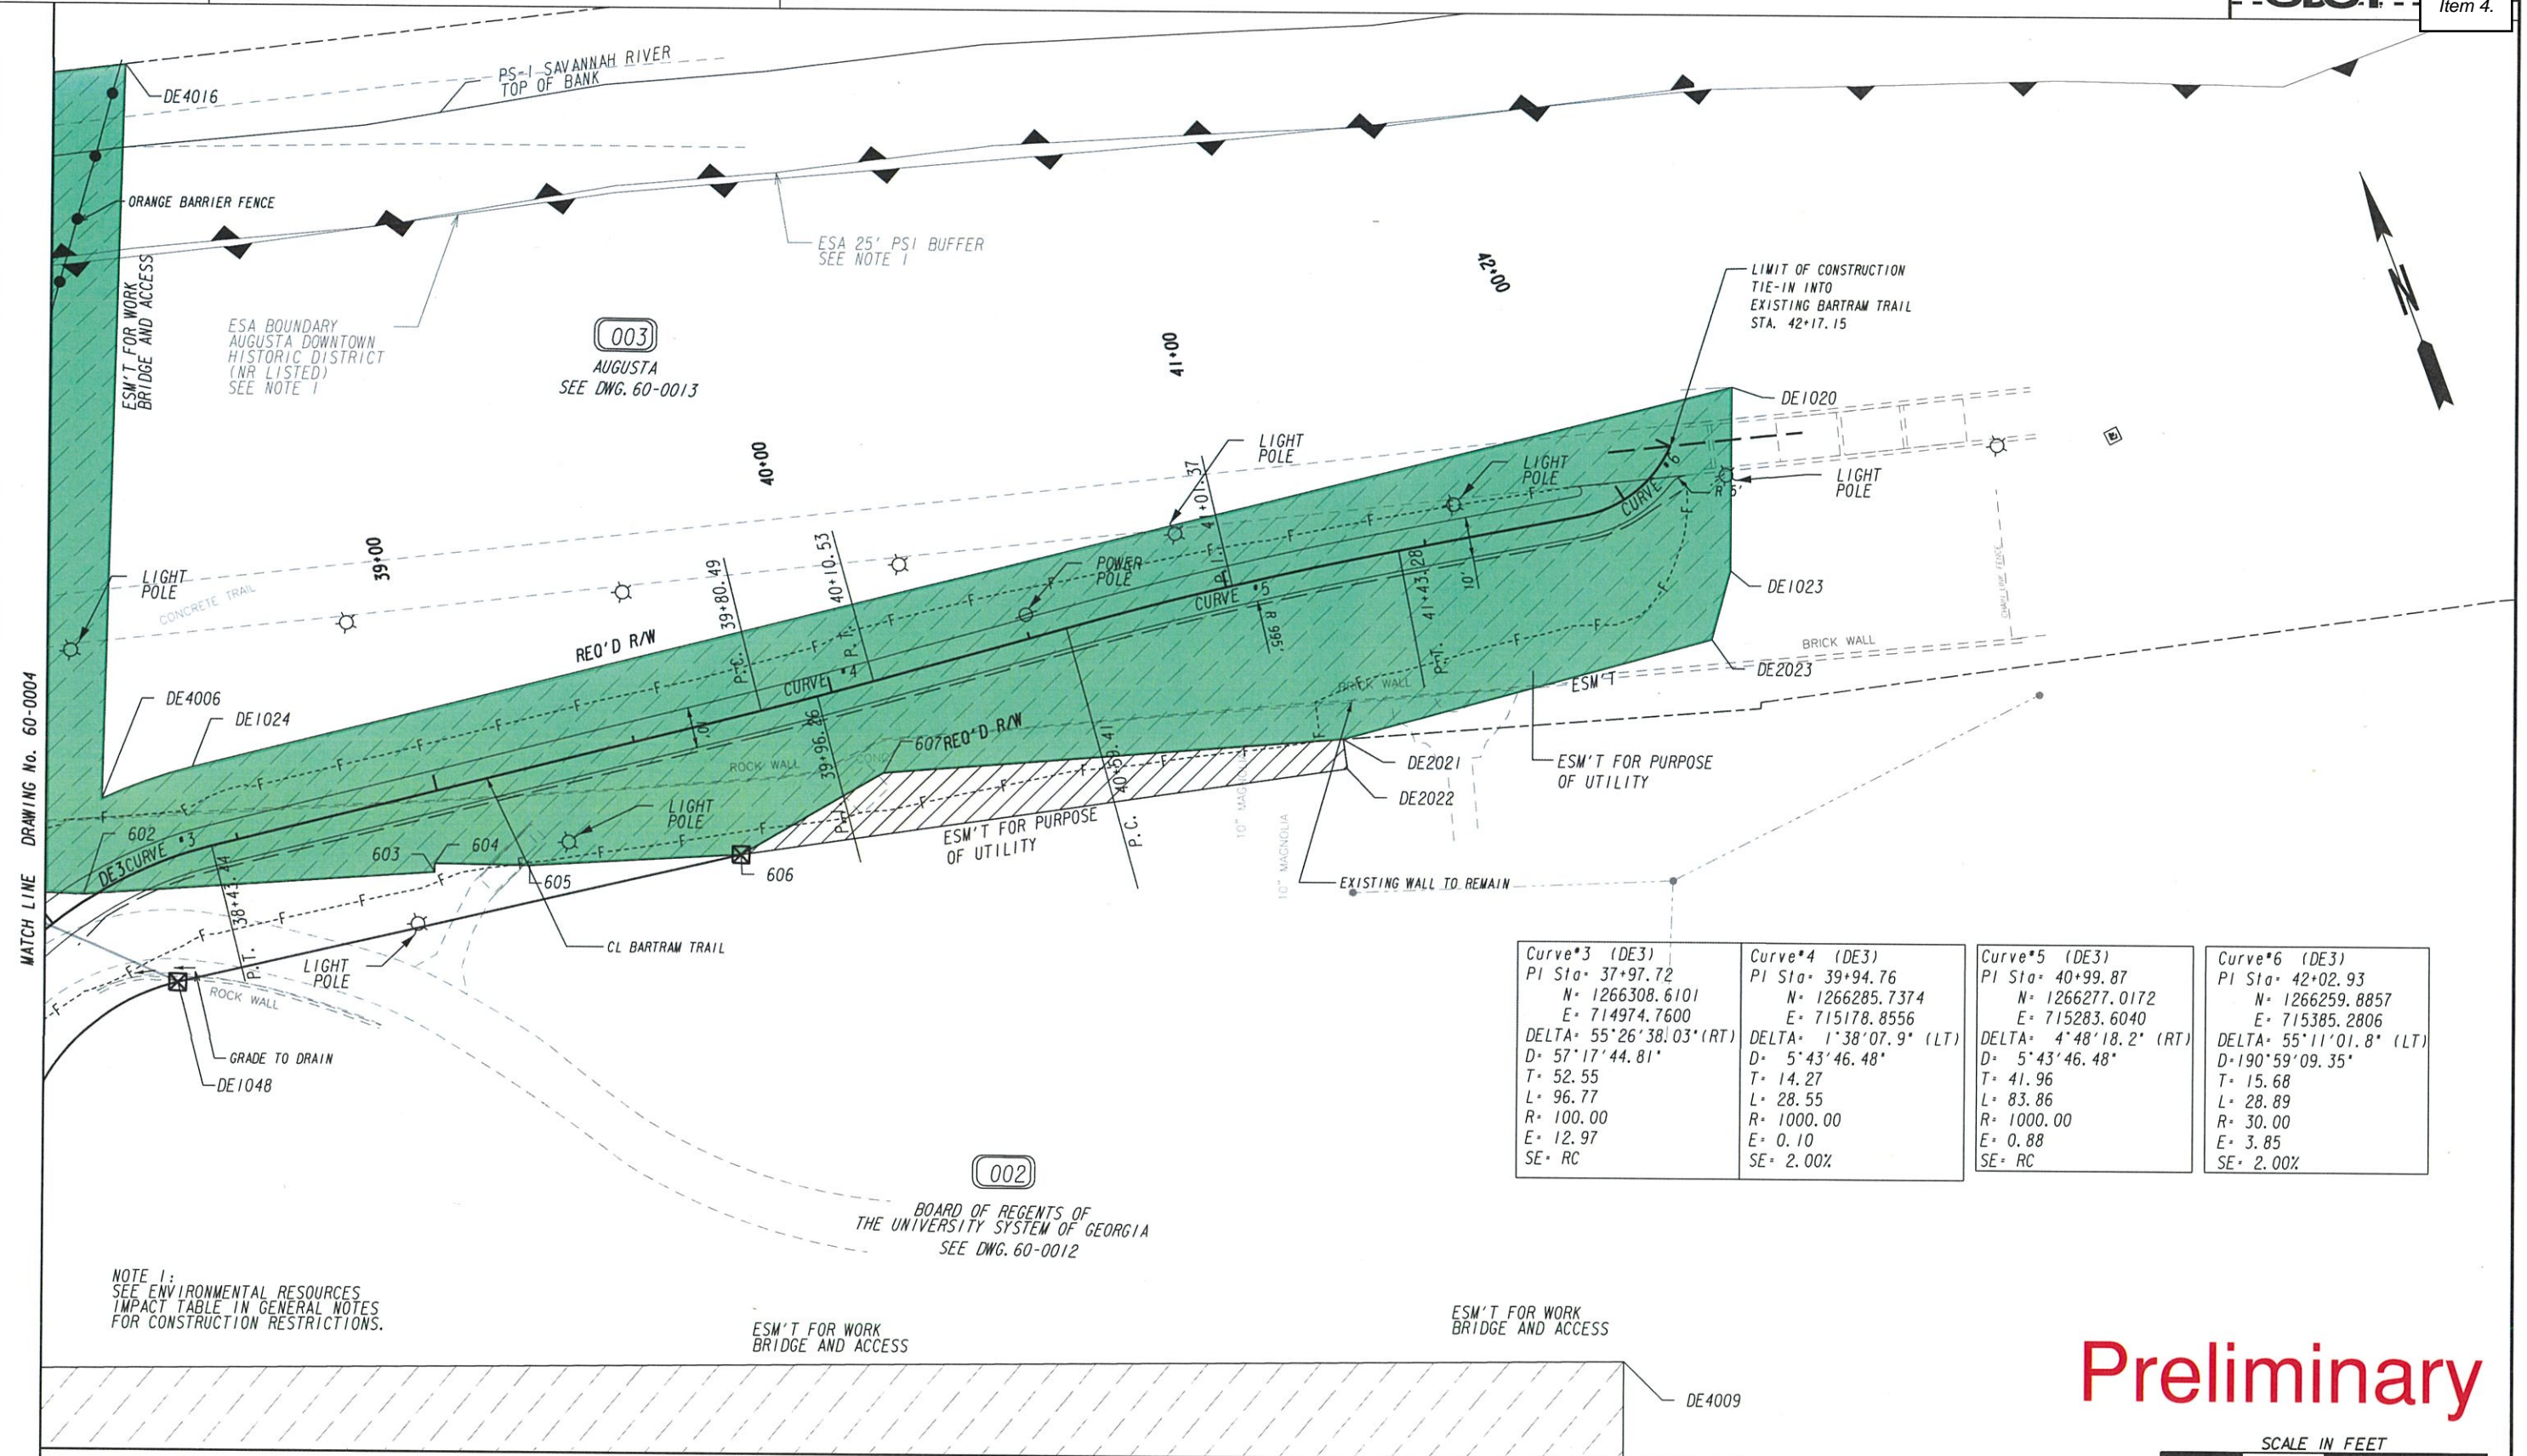 Item 4.
PS-1 SAVANNAH RIVER
TOP OF BANK
DE4016
ORANGE BARRIER FENCE
ESM'T FOR WORK
BRIDGE AND ACCESS
ESA 25' PSI BUFFER
SEE NOTE 1
ESA BOUNDARY
AUGUSTA DOWNTOWN
HISTORIC DISTRICT
(NR LISTED)
SEE NOTE 1
003
AUGUSTA
SEE DWG. 60-0013
42+00
LIMIT OF CONSTRUCTION
TIE-IN INTO
EXISTING BARTRAM TRAIL
STA. 42+17.15
N
41+00
40+00
39+00
DE1020
LIGHT
POLE
LIGHT
POLE
LIGHT
POLE
CURVE #6
R 5'
41+01.37
P.I.
POWER
POLE
LIGHT
POLE
CONCRETE TRAIL
REQ'D R/W
39+80.49
P.C.
40+10.53
P.T.
CURVE #5
R 995'
41+43.28
P.T.
10'
DE1023
CHAIN LINK FENCE
BRICK WALL
DE2023
BRICK WALL
ESM'T
MATCH LINE DRAWING No. 60-0004
DE4006
DE1024
CURVE #4
10'
39+96.26
P.I.
607
REQ'D R/W
ROCK WALL
COND
40+59.41
P.C.
DE2021
DE2022
ESM'T FOR PURPOSE
OF UTILITY
10" MAGNOLIA
10" MAGNOLIA
LIGHT
POLE
602
DE3
CURVE #3
603
604
605
606
ESM'T FOR PURPOSE
OF UTILITY
EXISTING WALL TO REMAIN
38+43.44
P.T.
CL BARTRAM TRAIL
LIGHT
POLE
ROCK WALL
GRADE TO DRAIN
DE1048
Curve#3 (DE3)
PI Sta= 37+97.72
N= 1266308.6101
E= 714974.7600
DELTA= 55°26'38.03" (RT)
D= 57°17'44.81"
T= 52.55
L= 96.77
R= 100.00
E= 12.97
SE= RC
Curve#4 (DE3)
PI Sta= 39+94.76
N= 1266285.7374
E= 715178.8556
DELTA= 1°38'07.9" (LT)
D= 5°43'46.48"
T= 14.27
L= 28.55
R= 1000.00
E= 0.10
SE= 2.00%
Curve#5 (DE3)
PI Sta= 40+99.87
N= 1266277.0172
E= 715283.6040
DELTA= 4°48'18.2" (RT)
D= 5°43'46.48"
T= 41.96
L= 83.86
R= 1000.00
E= 0.88
SE= RC
Curve#6 (DE3)
PI Sta= 42+02.93
N= 1266259.8857
E= 715385.2806
DELTA= 55°11'01.8" (LT)
D=190°59'09.35"
T= 15.68
L= 28.89
R= 30.00
E= 3.85
SE= 2.00%
002
BOARD OF REGENTS OF
THE UNIVERSITY SYSTEM OF GEORGIA
SEE DWG. 60-0012
NOTE 1:
SEE ENVIRONMENTAL RESOURCES
IMPACT TABLE IN GENERAL NOTES
FOR CONSTRUCTION RESTRICTIONS.
ESM'T FOR WORK
BRIDGE AND ACCESS
ESM'T FOR WORK
BRIDGE AND ACCESS
DE4009
Preliminary
SCALE IN FEET